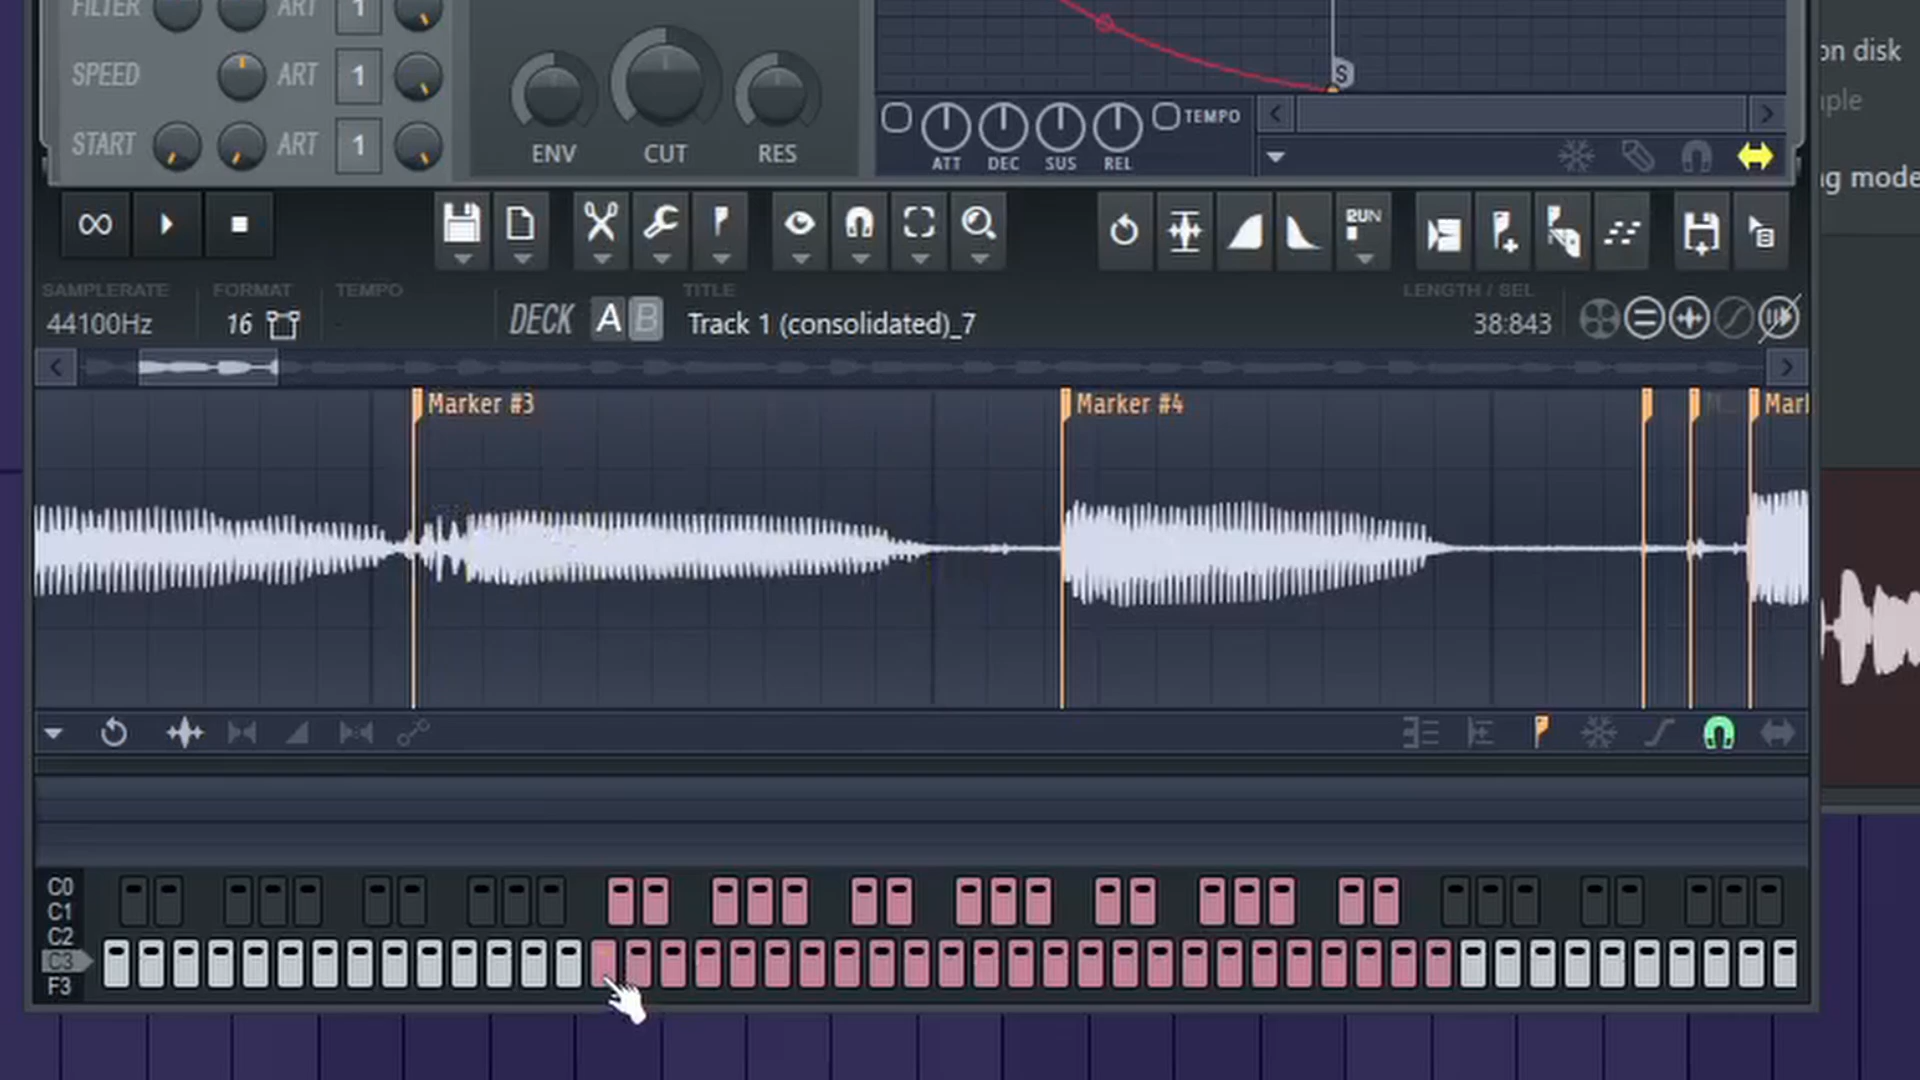 FILTER ART 1
SPEED ART 1
START ART 1
ENV CUT RES
S
ATT DEC SUS REL TEMPO
on disk
ple
ng mode
RUN
SAMPLERATE FORMAT TEMPO TITLE LENGTH / SEL
44100Hz 16 - DECK A B Track 1 (consolidated)_7 38:843
Marker #3 Marker #4 M... Marl
C0
C1
C2
C3
F3